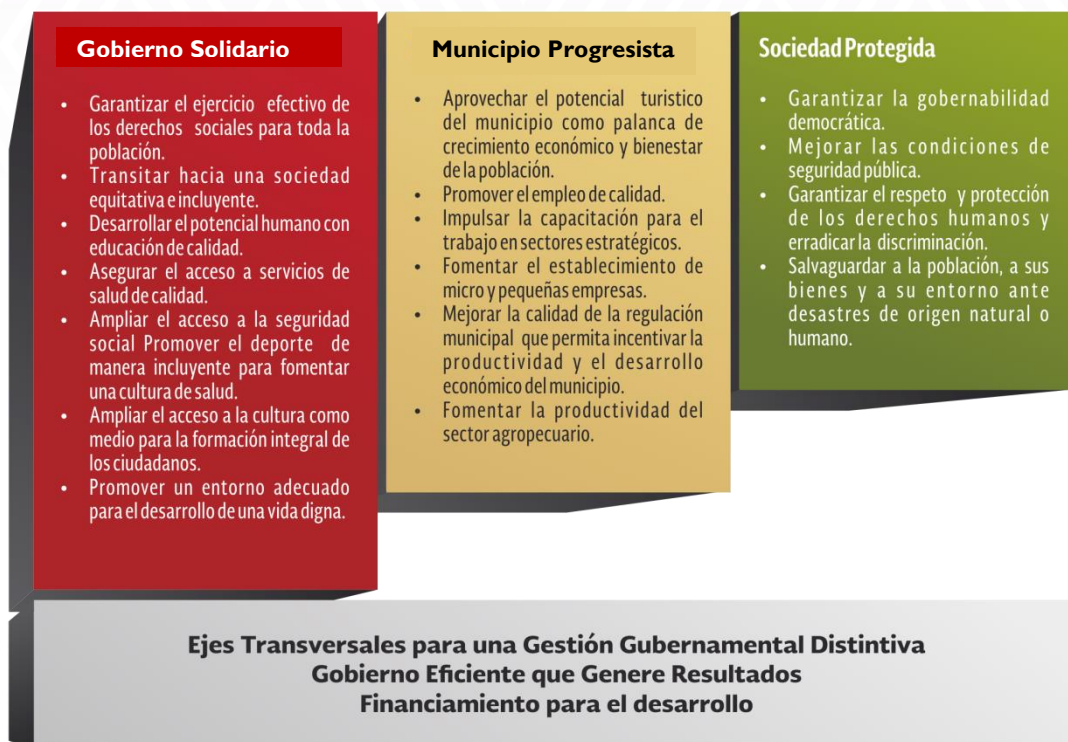 Gobierno Solidario
• Garantizar el ejercicio efectivo de
los derechos sociales para toda la
población.
• Transitar hacia una sociedad
equitativa e incluyente.
• Desarrollar el potencial humano con
educación de calidad.
• Asegurar el acceso a servicios de
salud de calidad.
• Ampliar el acceso a la seguridad
social Promover el deporte de
manera incluyente para fomentar
una cultura de salud.
• Ampliar el acceso a la cultura como
medio para la formación integral de
los ciudadanos.
• Promover un entorno adecuado
para el desarrollo de una vida digna.
Municipio Progresista
• Aprovechar el potencial turistico
del municipio como palanca de
crecimiento económico y bienestar
de la población.
• Promover el empleo de calidad.
• Impulsar la capacitación para el
trabajo en sectores estratégicos.
• Fomentar el establecimiento de
micro y pequeñas empresas.
• Mejorar la calidad de la regulación
municipal que permita incentivar la
productividad y el desarrollo
económico del municipio.
• Fomentar la productividad del
sector agropecuario.
Sociedad Protegida
• Garantizar la gobernabilidad
democrática.
• Mejorar las condiciones de
seguridad pública.
• Garantizar el respeto y protección
de los derechos humanos y
erradicar la discriminación.
• Salvaguardar a la población, a sus
bienes y a su entorno ante
desastres de origen natural o
humano.
Ejes Transversales para una Gestión Gubernamental Distintiva
Gobierno Eficiente que Genere Resultados
Financiamiento para el desarrollo